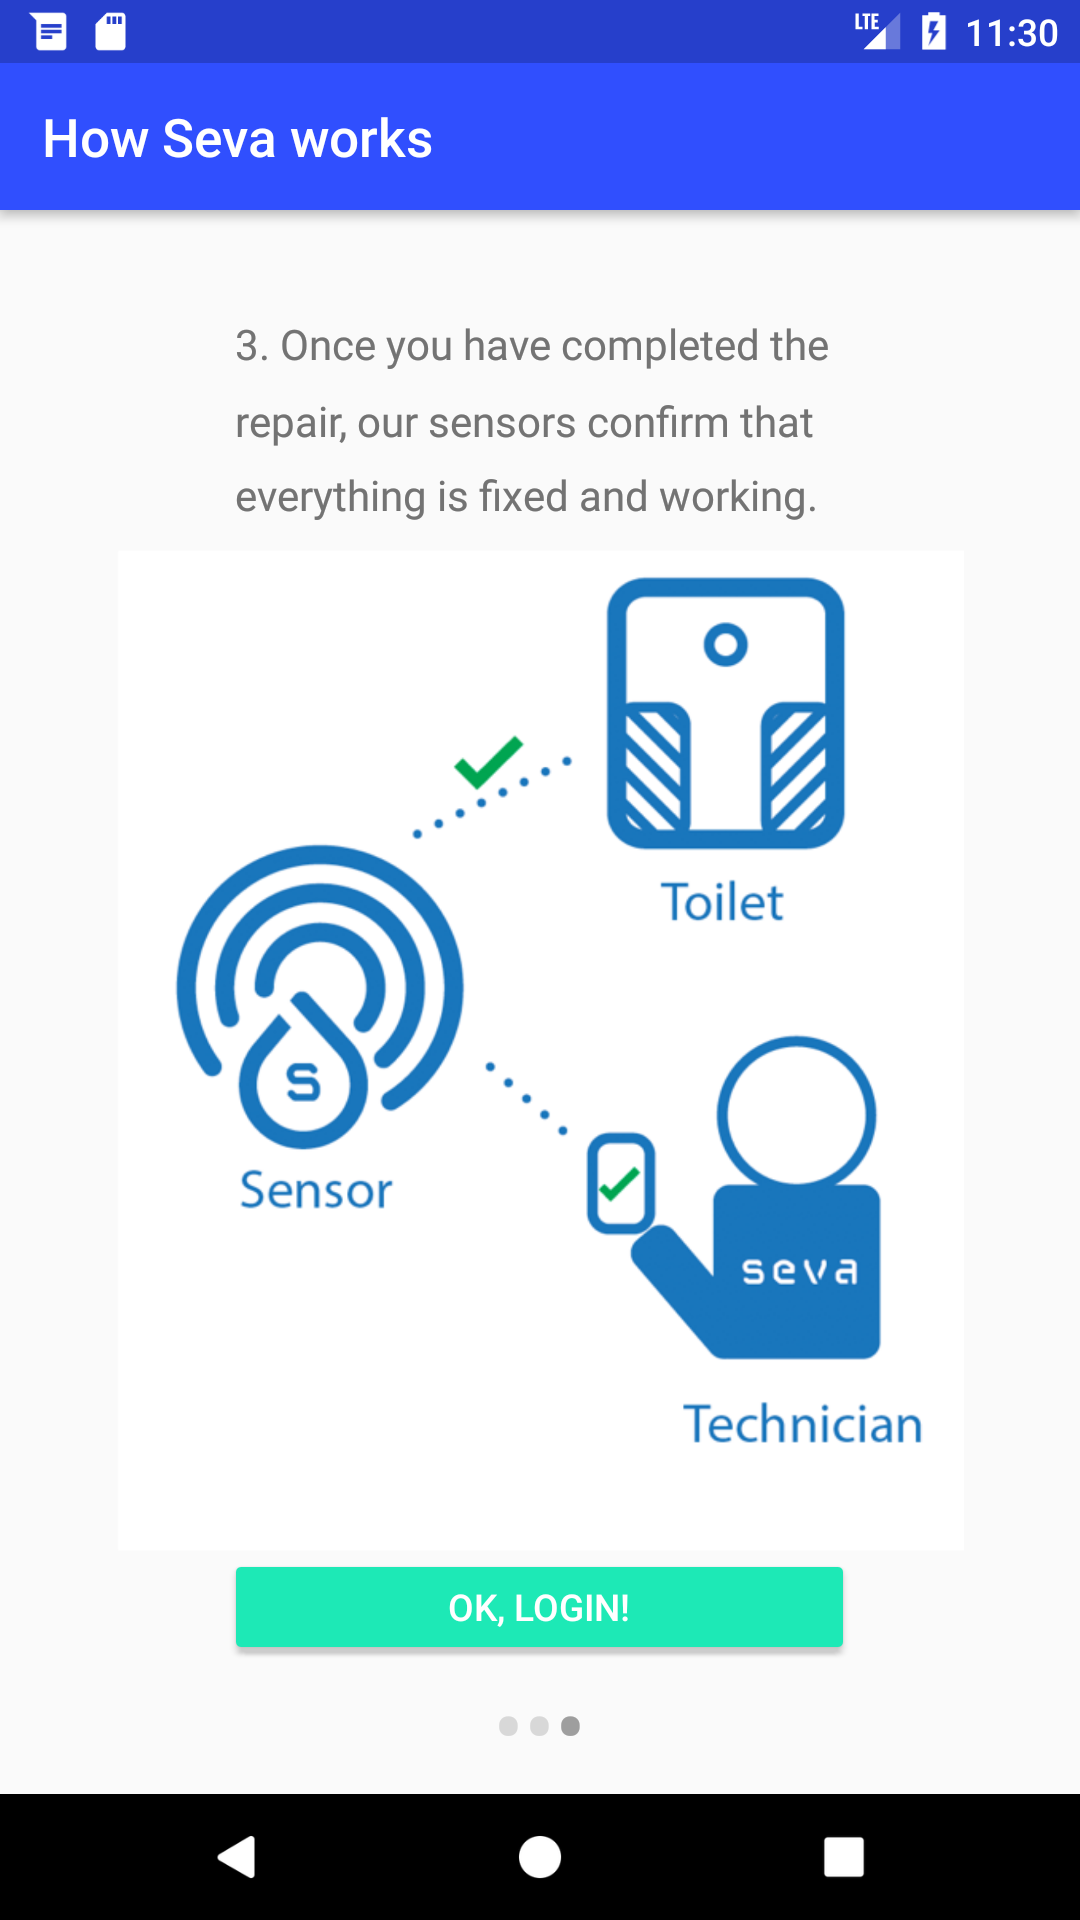 LTE 11:30
How Seva works
3. Once you have completed the
repair, our sensors confirm that
everything is fixed and working.
Toilet
S
Sensor
seva
Technician
OK, LOGIN!